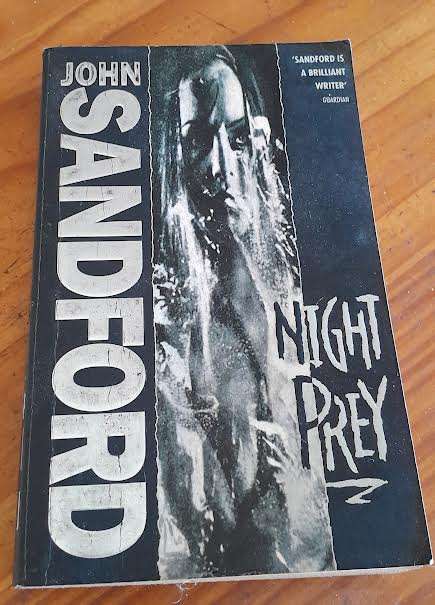 JOHN
SANDFORD
'SANDFORD IS
A BRILLIANT
WRITER'
GUARDIAN
NIGHT
PREY